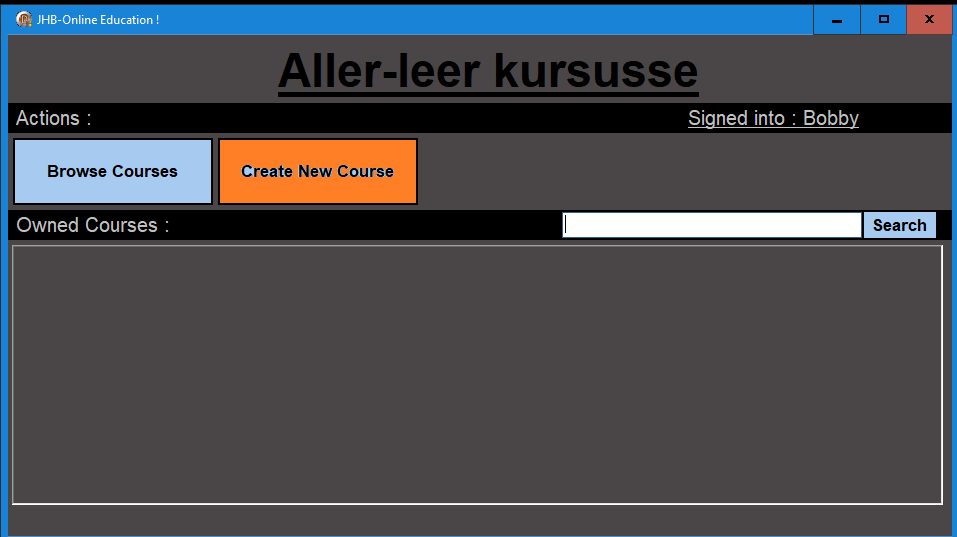 JHB-Online Education !
Aller-leer kursusse
Actions :
Signed into : Bobby
Browse Courses
Create New Course
Owned Courses :
Search